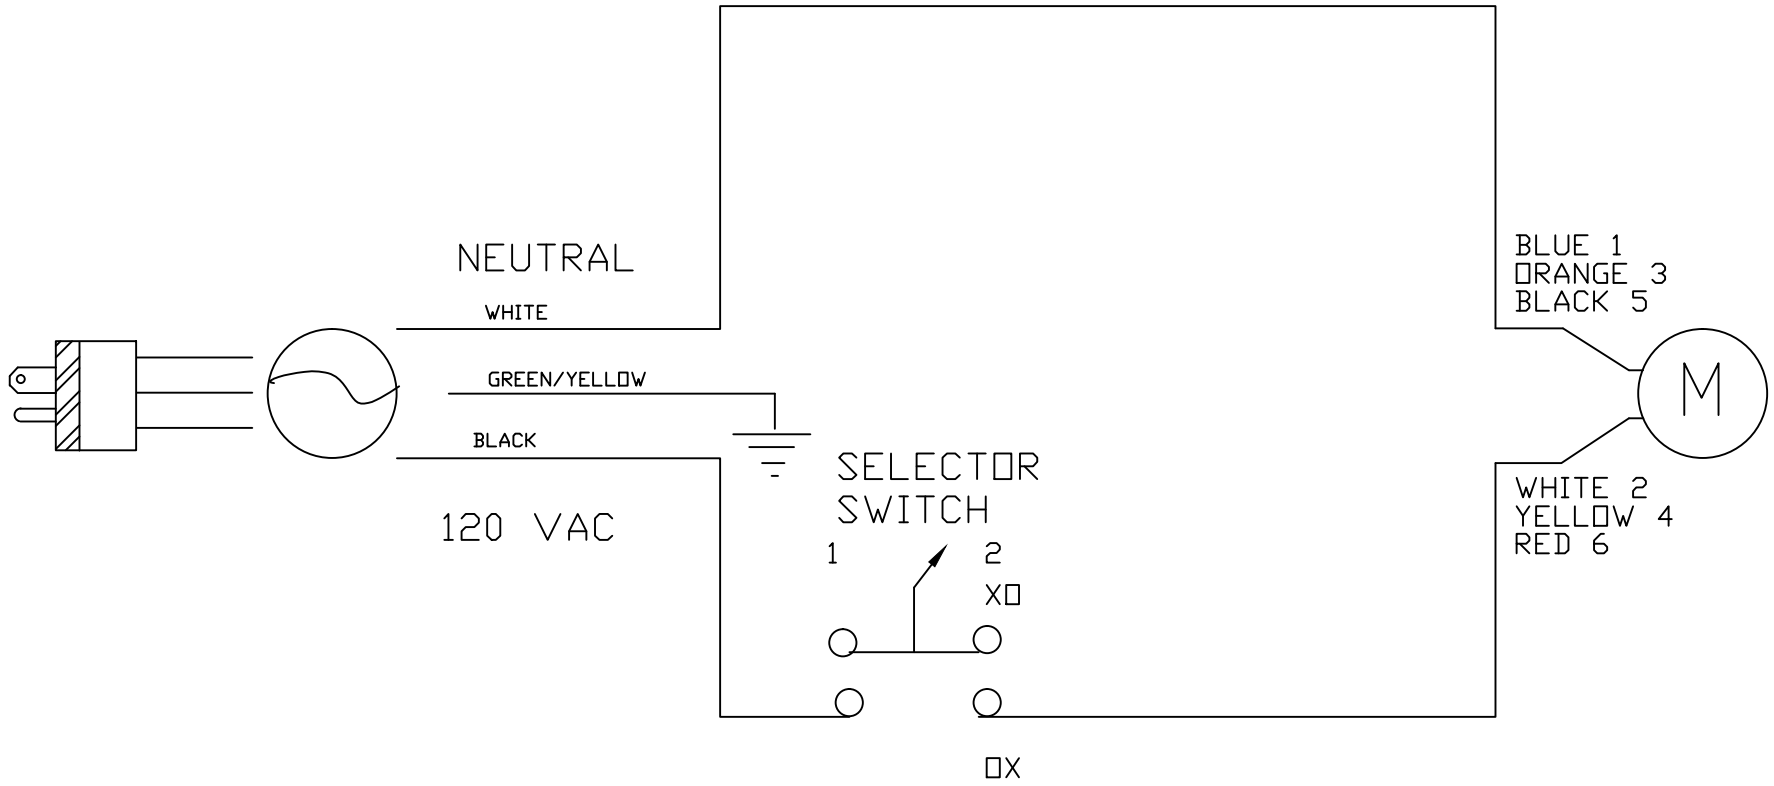 NEUTRAL
WHITE
GREEN/YELLOW
BLACK
120 VAC
SELECTOR
SWITCH
1 2
XO
OX
BLUE 1
ORANGE 3
BLACK 5
M
WHITE 2
YELLOW 4
RED 6